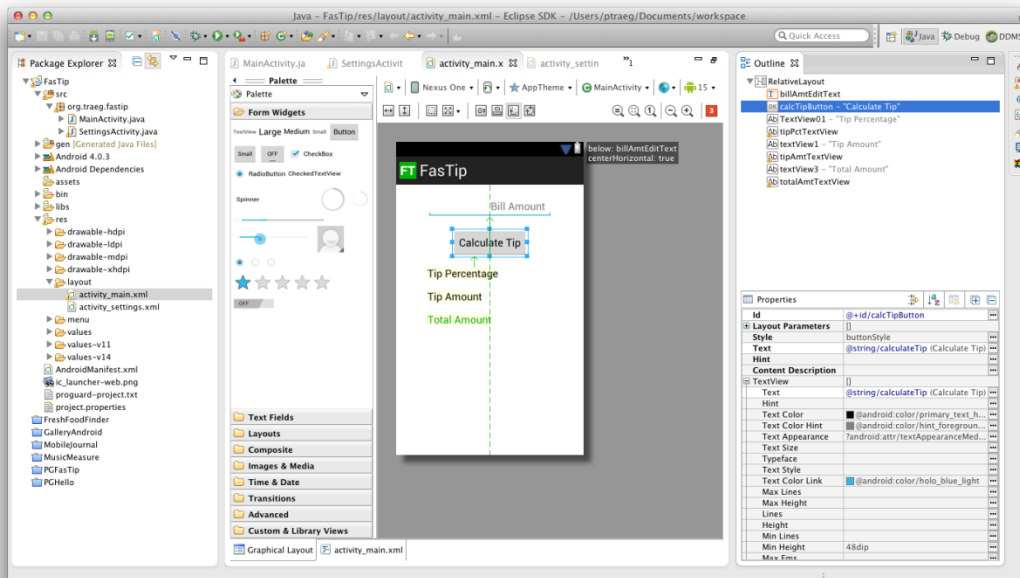 Java - FasTip/res/layout/activity_main.xml - Eclipse SDK - /Users/ptraeg/Documents/workspace
Quick Access
Java
Debug
DDMS
Package Explorer
FasTip
src
org.traeg.fastip
MainActivity.java
SettingsActivity.java
gen [Generated Java Files]
Android 4.0.3
Android Dependencies
assets
bin
libs
res
drawable-hdpi
drawable-ldpi
drawable-mdpi
drawable-xhdpi
layout
activity_main.xml
activity_settings.xml
menu
values
values-v11
values-v14
AndroidManifest.xml
ic_launcher-web.png
proguard-project.txt
project.properties
FreshFoodFinder
GalleryAndroid
MobileJournal
MusicMeasure
PGFasTip
PGHello
MainActivity.ja
SettingsActivit
activity_main.x
activity_settin
»1
Palette
Palette
Form Widgets
TextView Large Medium Small Button
Small OFF CheckBox
RadioButton CheckedTextView
Spinner
OFF
Text Fields
Layouts
Composite
Images & Media
Time & Date
Transitions
Advanced
Custom & Library Views
Graphical Layout
activity_main.xml
Nexus One
AppTheme
MainActivity
15
3
below: billAmtEditText
centerHorizontal: true
FT FasTip
Bill Amount
Calculate Tip
Tip Percentage
Tip Amount
Total Amount
Outline
RelativeLayout
billAmtEditText
calcTipButton - "Calculate Tip"
TextView01 - "Tip Percentage"
tipPctTextView
textView1 - "Tip Amount"
tipAmtTextView
textView3 - "Total Amount"
totalAmtTextView
Properties
Id @+id/calcTipButton
Layout Parameters []
Style buttonStyle
Text @string/calculateTip (Calculate Tip)
Hint
Content Description
TextView []
Text @string/calculateTip (Calculate Tip)
Hint
Text Color @android:color/primary_text_h...
Text Color Hint @android:color/hint_foregroun...
Text Appearance ?android:attr/textAppearanceMed...
Text Size
Typeface
Text Style
Text Color Link @android:color/holo_blue_light
Max Lines
Max Height
Lines
Height
Min Lines
Min Height 48dip
Max Ems